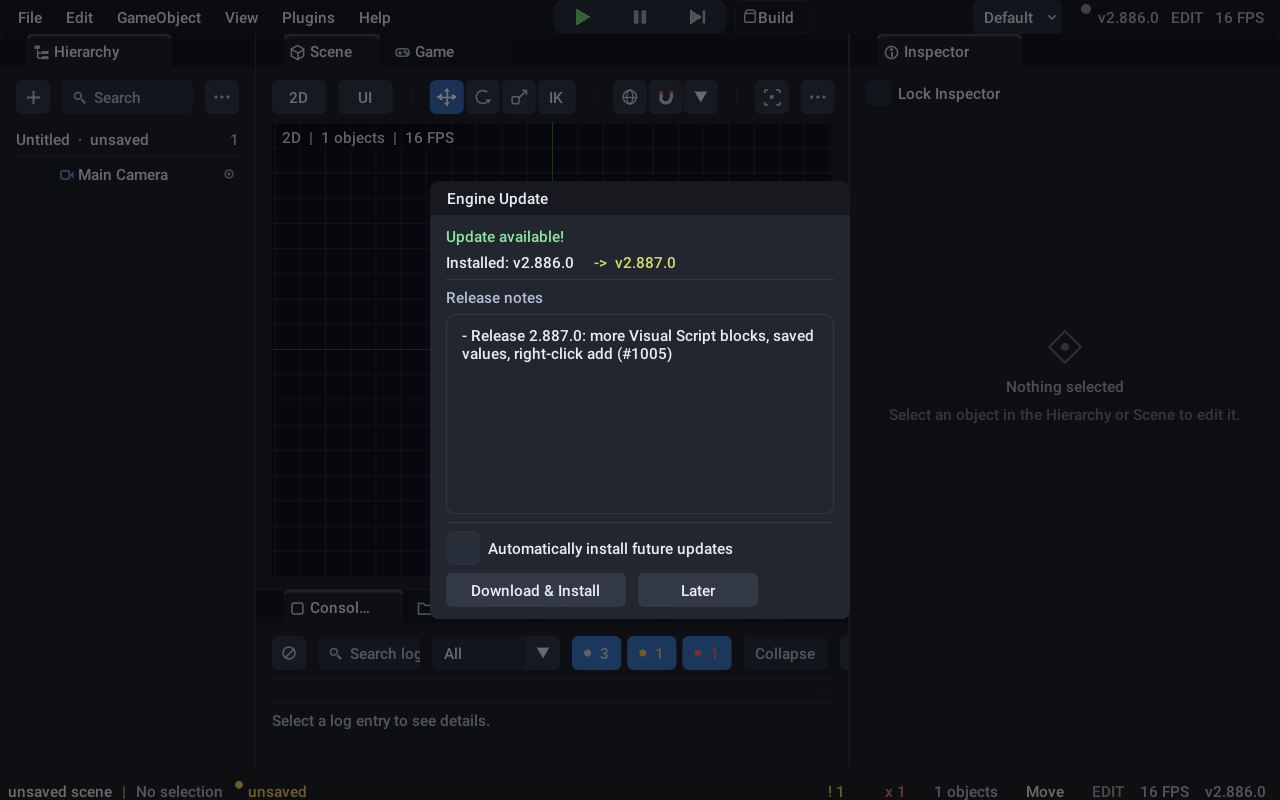 File Edit GameObject View Plugins Help Build Default v2.886.0 EDIT 16 FPS
Hierarchy Scene Game Inspector
Search 2D UI IK Lock Inspector
Untitled · unsaved 1
2D | 1 objects | 16 FPS
Main Camera
Engine Update
Update available!
Installed: v2.886.0 -> v2.887.0
Release notes
- Release 2.887.0: more Visual Script blocks, saved
values, right-click add (#1005)
Nothing selected
Select an object in the Hierarchy or Scene to edit it.
Automatically install future updates
Download & Install Later
Consol...
Search log All 3 1 1 Collapse
Select a log entry to see details.
unsaved scene | No selection unsaved ! 1 x 1 1 objects Move EDIT 16 FPS v2.886.0